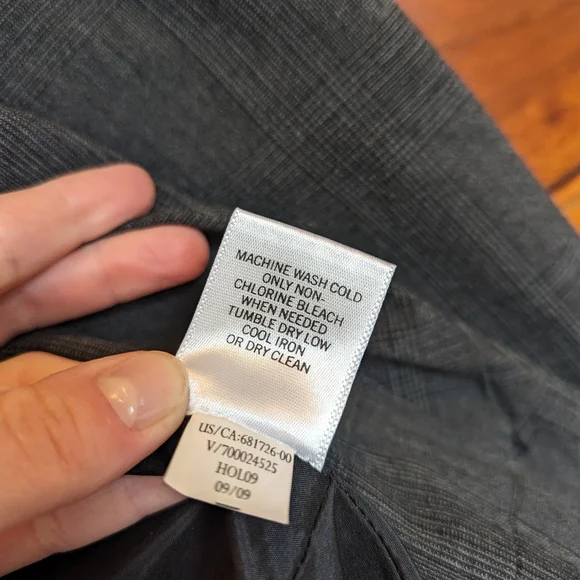 MACHINE WASH COLD
ONLY NON-
CHLORINE BLEACH
WHEN NEEDED
TUMBLE DRY LOW
COOL IRON
OR DRY CLEAN
US/CA:681726-00
V/700024525
HOL09
09/09